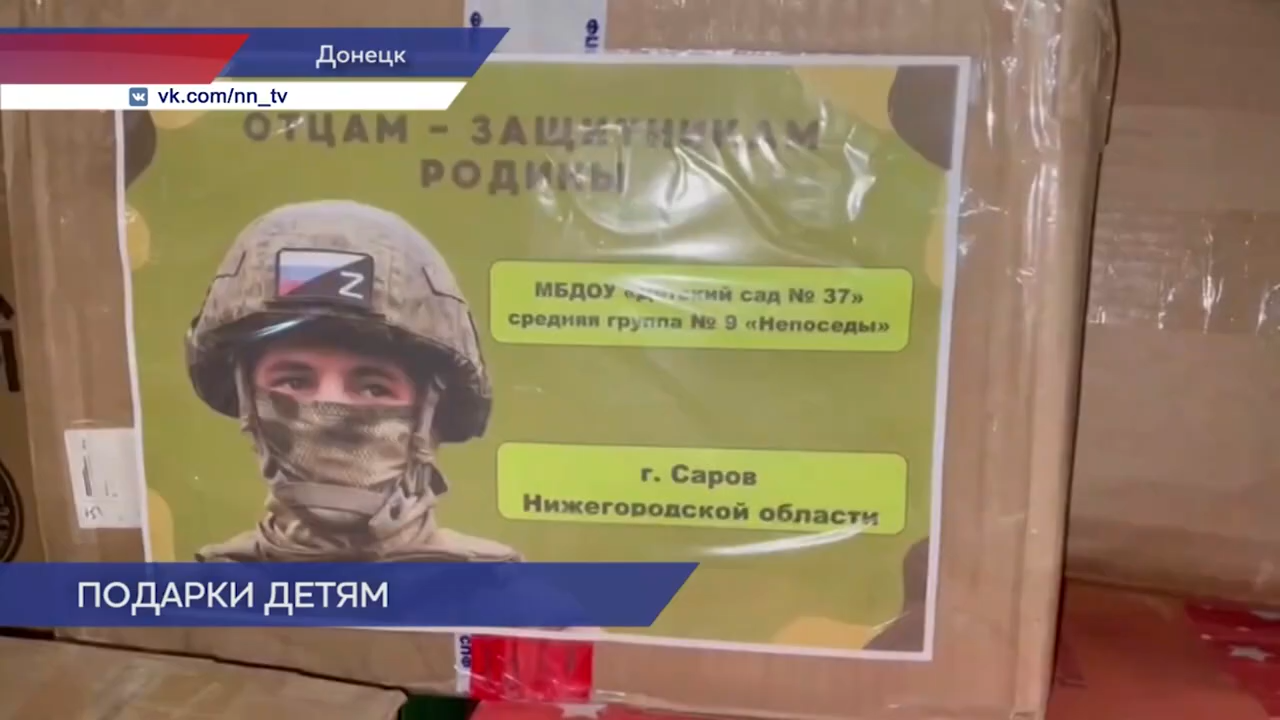 Донецк
vk.com/nn_tv
ОТЦАМ – ЗАЩИТНИКАМ
РОДИНЫ
Z
МБДОУ «Детский сад № 37»
средняя группа № 9 «Непоседы»
г. Саров
Нижегородской области
ПОДАРКИ ДЕТЯМ